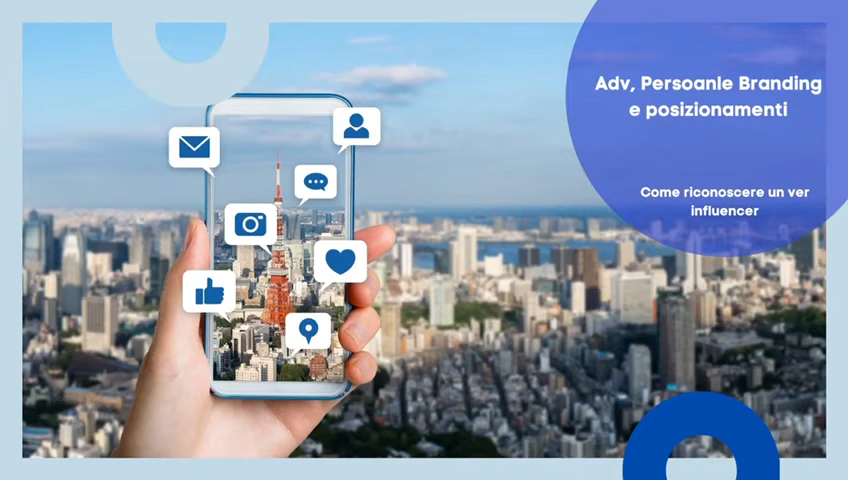 Adv, Persoanle Branding
e posizionamenti
Come riconoscere un ver
influencer